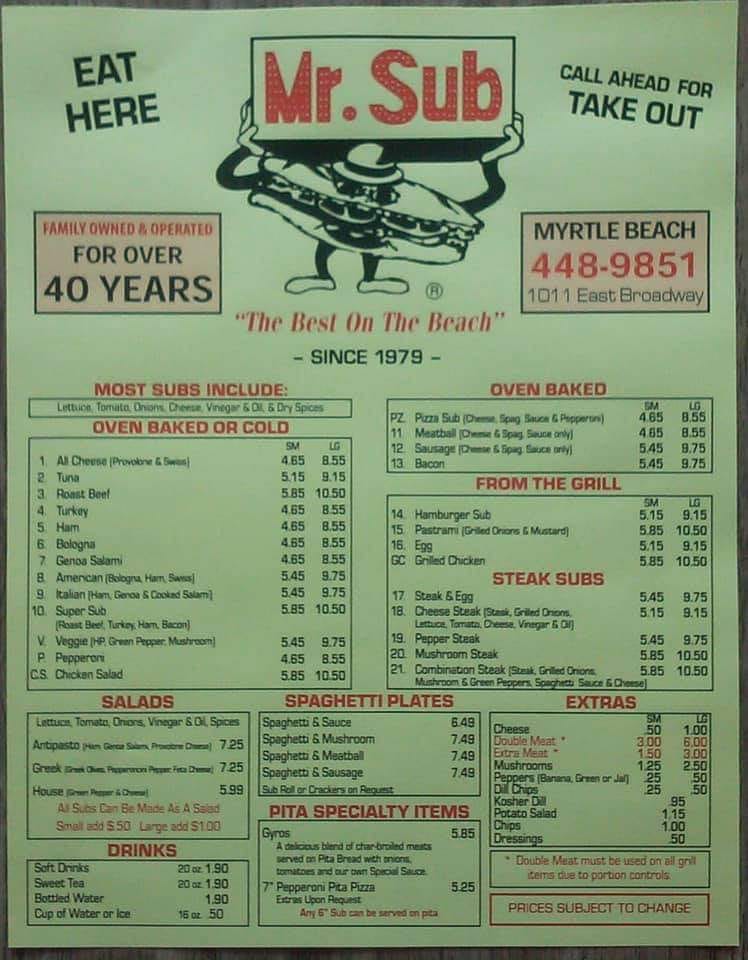 EAT
HERE
Mr. Sub
CALL AHEAD FOR
TAKE OUT
FAMILY OWNED & OPERATED
FOR OVER
40 YEARS
MYRTLE BEACH
448-9851
1011 East Broadway
®
"The Best On The Beach"
- SINCE 1979 -
MOST SUBS INCLUDE:
Lettuce, Tomato, Onions, Cheese, Vinegar & Oil, & Dry Spices
OVEN BAKED OR COLD
SM LG
1. All Cheese (Provolone & Swiss) 4.65 8.55
2. Tuna 5.15 9.15
3. Roast Beef 5.85 10.50
4. Turkey 4.65 8.55
5. Ham 4.65 8.55
6. Bologna 4.65 8.55
7. Genoa Salami 4.65 8.55
8. American (Bologna, Ham, Swiss) 5.45 9.75
9. Italian (Ham, Genoa & Cooked Salami) 5.45 9.75
10. Super Sub 5.85 10.50
(Roast Beef, Turkey, Ham, Bacon)
V. Veggie (HP, Green Pepper, Mushroom) 5.45 9.75
P. Pepperoni 4.65 8.55
C.S. Chicken Salad 5.85 10.50
OVEN BAKED
SM LG
PZ. Pizza Sub (Cheese, Spag. Sauce & Pepperoni) 4.65 8.55
11. Meatball (Cheese & Spag. Sauce only) 4.65 8.55
12. Sausage (Cheese & Spag. Sauce only) 5.45 9.75
13. Bacon 5.45 9.75
FROM THE GRILL
SM LG
14. Hamburger Sub 5.15 9.15
15. Pastrami (Grilled Onions & Mustard) 5.85 10.50
16. Egg 5.15 9.15
GC Grilled Chicken 5.85 10.50
STEAK SUBS
17. Steak & Egg 5.45 9.75
18. Cheese Steak (Steak, Grilled Onions, 5.15 9.15
Lettuce, Tomato, Cheese, Vinegar & Oil)
19. Pepper Steak 5.45 9.75
20. Mushroom Steak 5.85 10.50
21. Combination Steak (Steak, Grilled Onions, 5.85 10.50
Mushroom & Green Peppers, Spaghetti Sauce & Cheese)
SALADS
Lettuce, Tomato, Onions, Vinegar & Oil, Spices
Antipasto (Ham, Genoa Salami, Provolone Cheese) 7.25
Greek (Greek Olives, Pepperoncini Pepper, Feta Cheese) 7.25
House (Green Pepper & Cheese) 5.99
All Subs Can Be Made As A Salad
Small add $.50 Large add $1.00
DRINKS
Soft Drinks 20 oz. 1.90
Sweet Tea 20 oz. 1.90
Bottled Water 1.90
Cup of Water or Ice 16 oz. .50
SPAGHETTI PLATES
Spaghetti & Sauce 6.49
Spaghetti & Mushroom 7.49
Spaghetti & Meatball 7.49
Spaghetti & Sausage 7.49
Sub Roll or Crackers on Request
PITA SPECIALTY ITEMS
Gyros 5.85
A delicious blend of char-broiled meats
served on Pita Bread with onions,
tomatoes and our own Special Sauce.
7" Pepperoni Pita Pizza 5.25
Extras Upon Request
Any 6" Sub can be served on pita
EXTRAS
SM LG
Cheese .50 1.00
Double Meat * 3.00 6.00
Extra Meat * 1.50 3.00
Mushrooms 1.25 2.50
Peppers (Banana, Green or Jal) .25 .50
Dill Chips .25 .50
Kosher Dill .95
Potato Salad 1.15
Chips 1.00
Dressings .50
* Double Meat must be used on all grill
items due to portion controls.
PRICES SUBJECT TO CHANGE